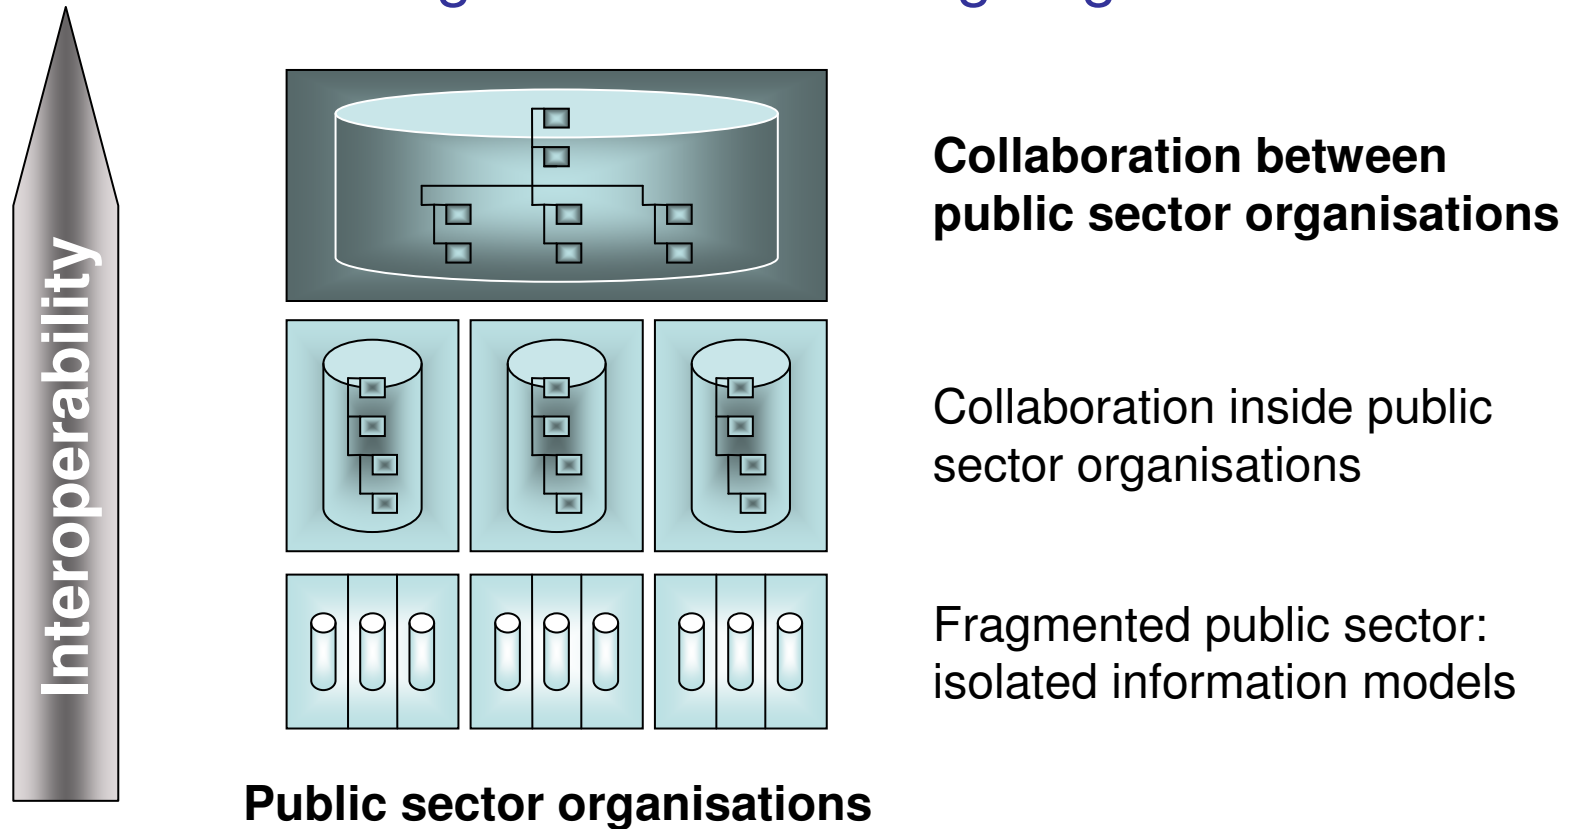 Interoperability
Collaboration between
public sector organisations
Collaboration inside public
sector organisations
Fragmented public sector:
isolated information models
Public sector organisations